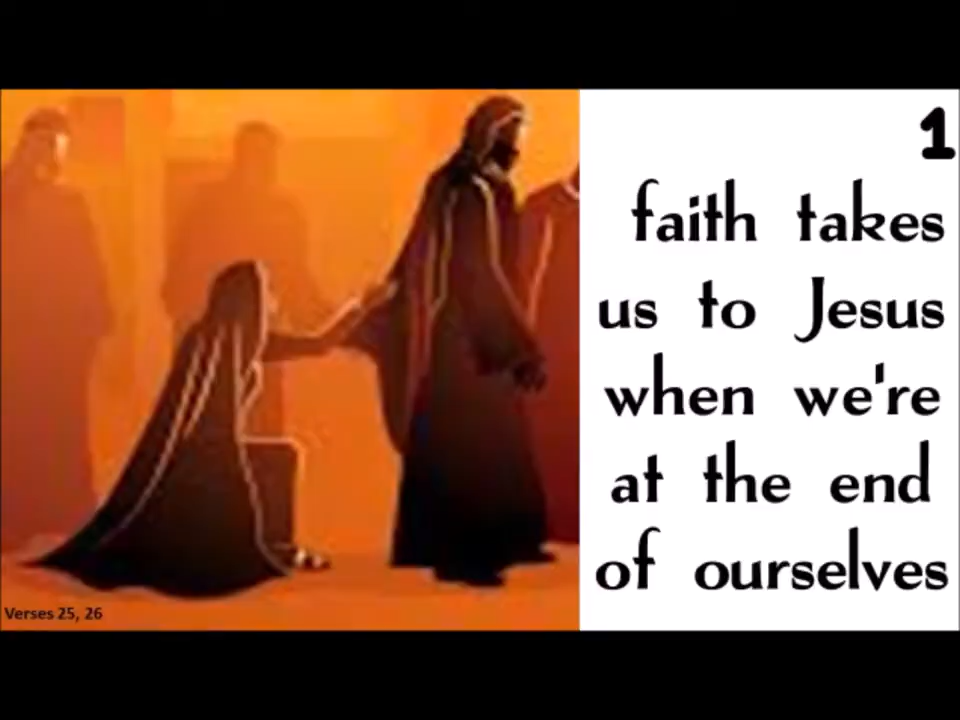 1
faith takes
us to Jesus
when we're
at the end
of ourselves
Verses 25, 26